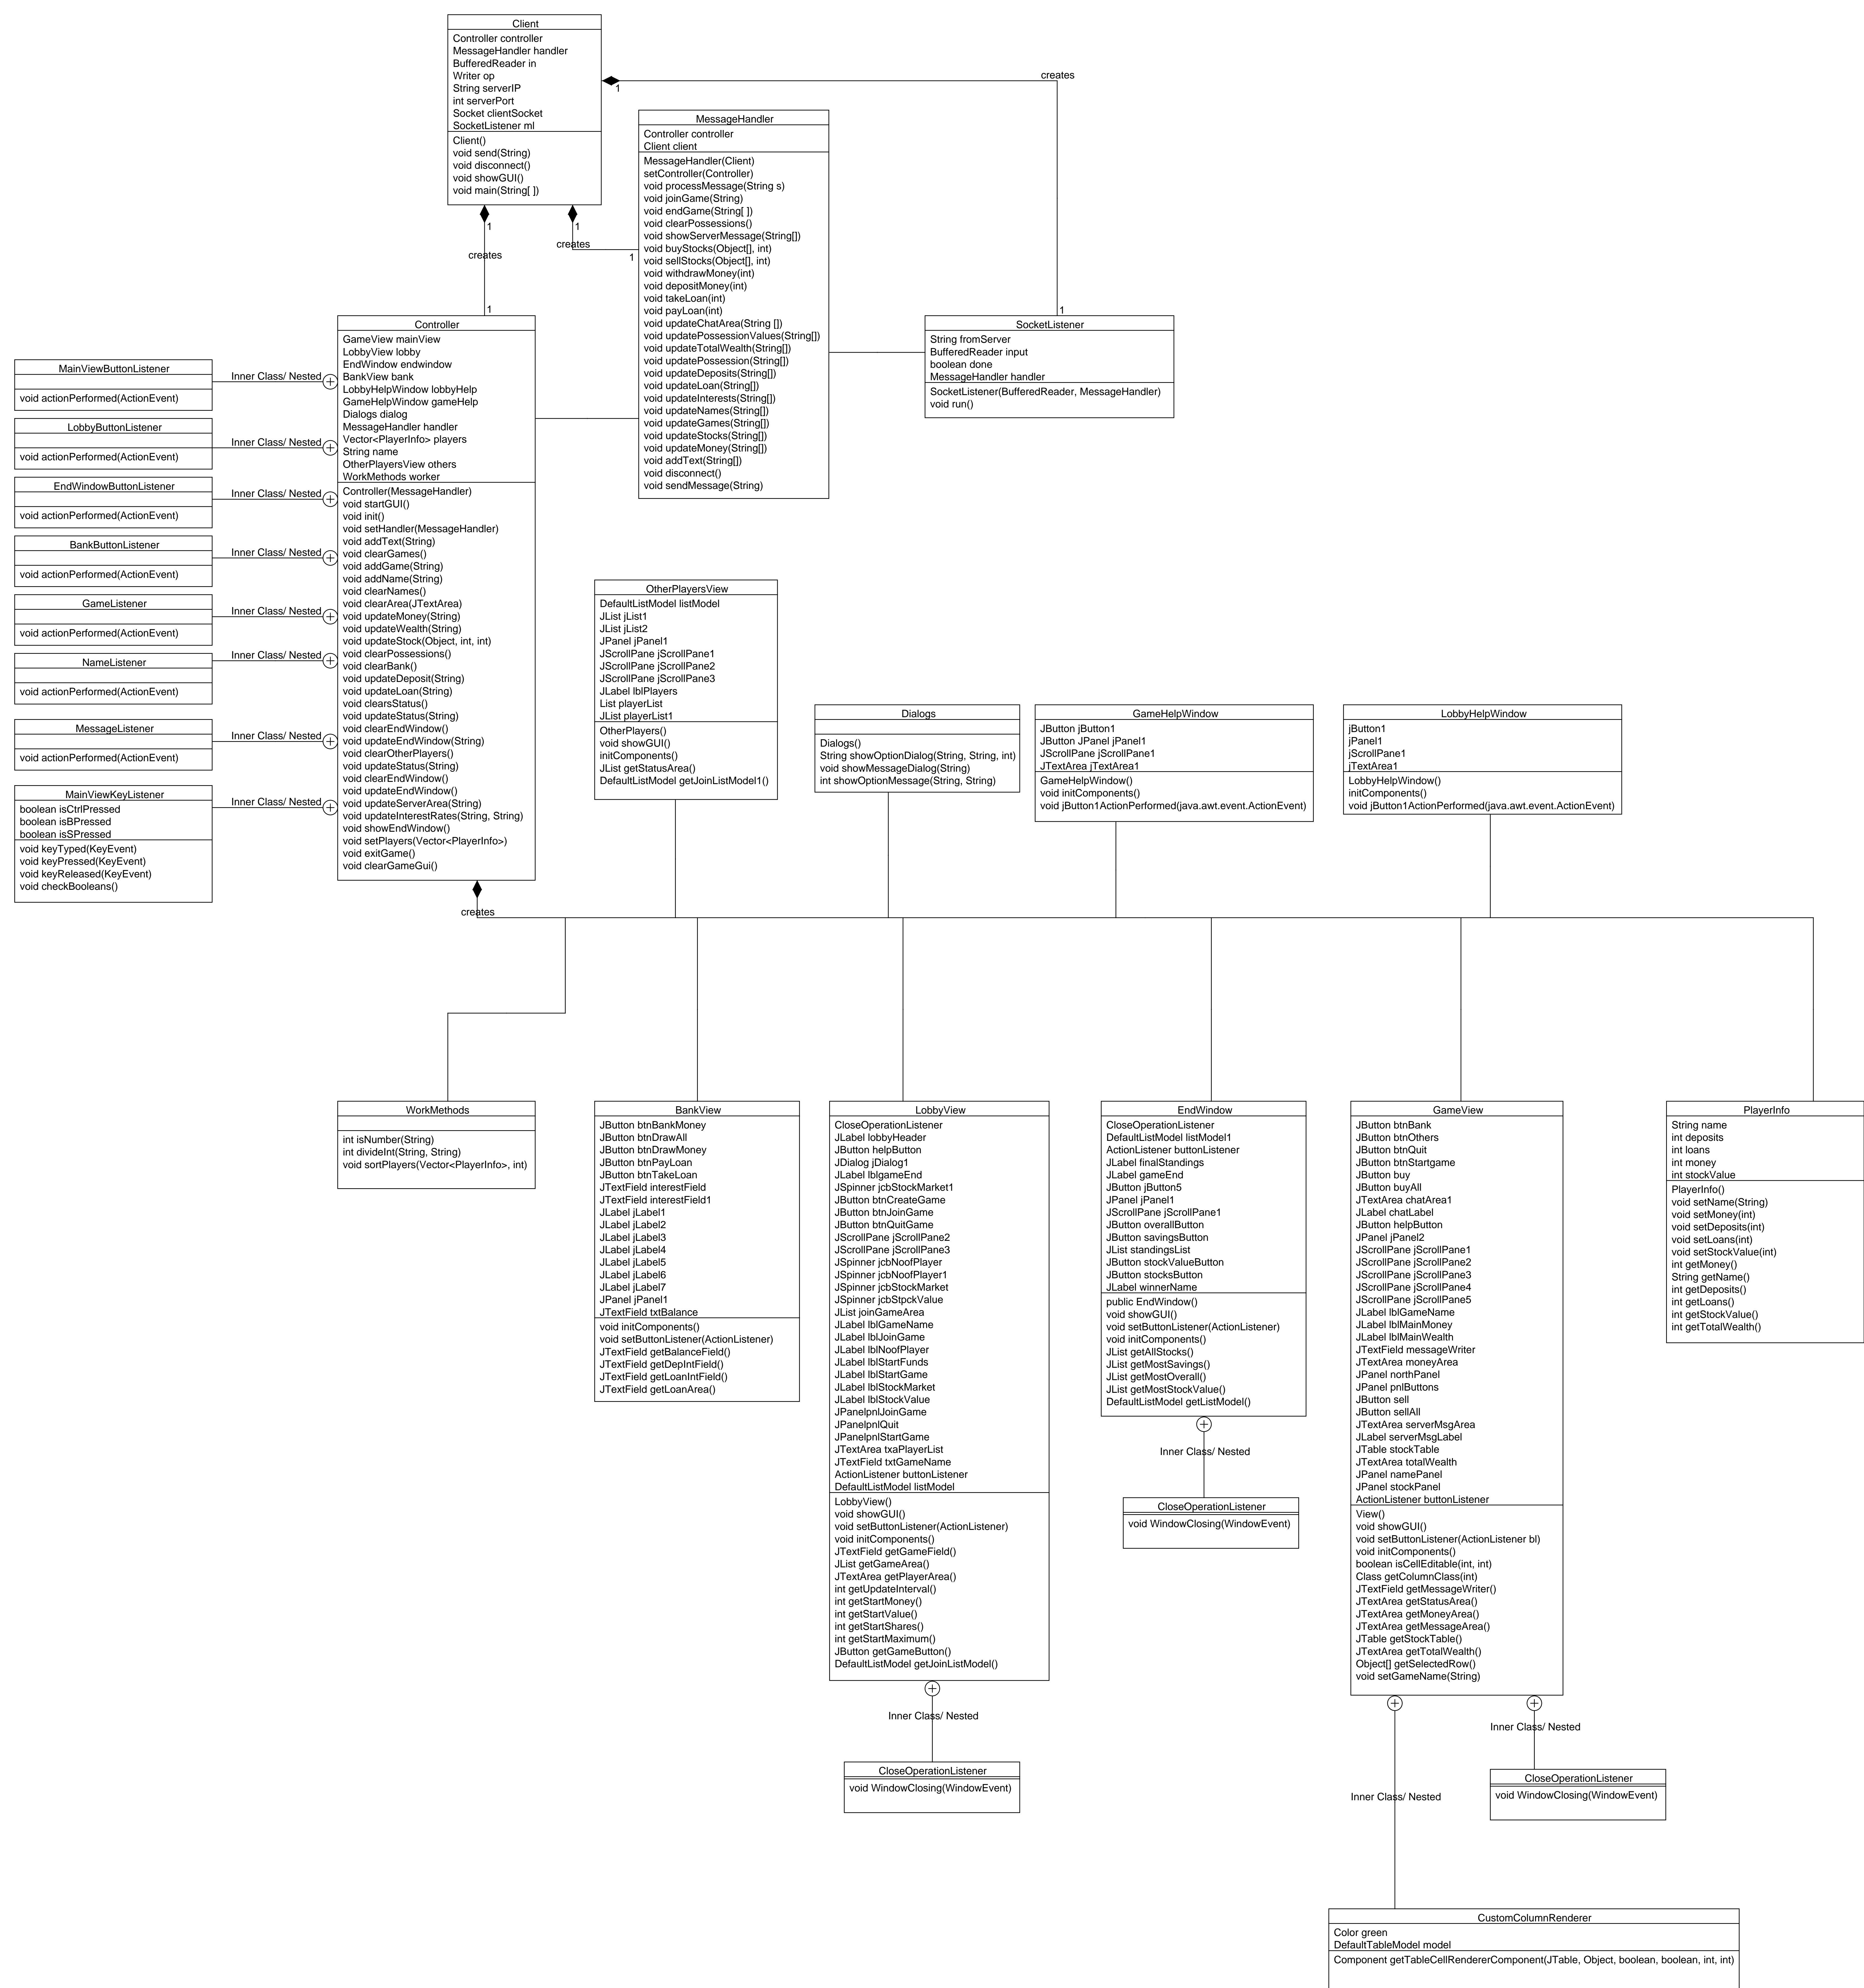 Client
Controller controller
MessageHandler handler
BufferedReader in
Writer op
String serverIP
int serverPort
Socket clientSocket
SocketListener ml
Client()
void send(String)
void disconnect()
void showGUI()
void main(String[ ])
1
creates
1
creates
1
1
creates
1
1
MessageHandler
Controller controller
Client client
MessageHandler(Client)
setController(Controller)
void processMessage(String s)
void joinGame(String)
void endGame(String[ ])
void clearPossessions()
void showServerMessage(String[])
void buyStocks(Object[], int)
void sellStocks(Object[], int)
void withdrawMoney(int)
void depositMoney(int)
void takeLoan(int)
void payLoan(int)
void updateChatArea(String [])
void updatePossessionValues(String[])
void updateTotalWealth(String[])
void updatePossession(String[])
void updateDeposits(String[])
void updateLoan(String[])
void updateInterests(String[])
void updateNames(String[])
void updateGames(String[])
void updateStocks(String[])
void updateMoney(String[])
void addText(String[])
void disconnect()
void sendMessage(String)
SocketListener
String fromServer
BufferedReader input
boolean done
MessageHandler handler
SocketListener(BufferedReader, MessageHandler)
void run()
Controller
GameView mainView
LobbyView lobby
EndWindow endwindow
BankView bank
LobbyHelpWindow lobbyHelp
GameHelpWindow gameHelp
Dialogs dialog
MessageHandler handler
Vector<PlayerInfo> players
String name
OtherPlayersView others
WorkMethods worker
Controller(MessageHandler)
void startGUI()
void init()
void setHandler(MessageHandler)
void addText(String)
void clearGames()
void addGame(String)
void addName(String)
void clearNames()
void clearArea(JTextArea)
void updateMoney(String)
void updateWealth(String)
void updateStock(Object, int, int)
void clearPossessions()
void clearBank()
void updateDeposit(String)
void updateLoan(String)
void clearsStatus()
void updateStatus(String)
void clearEndWindow()
void updateEndWindow(String)
void clearOtherPlayers()
void updateStatus(String)
void clearEndWindow()
void updateEndWindow()
void updateServerArea(String)
void updateInterestRates(String, String)
void showEndWindow()
void setPlayers(Vector<PlayerInfo>)
void exitGame()
void clearGameGui()
creates
MainViewButtonListener
void actionPerformed(ActionEvent)
Inner Class/ Nested
LobbyButtonListener
void actionPerformed(ActionEvent)
Inner Class/ Nested
EndWindowButtonListener
void actionPerformed(ActionEvent)
Inner Class/ Nested
BankButtonListener
void actionPerformed(ActionEvent)
Inner Class/ Nested
GameListener
void actionPerformed(ActionEvent)
Inner Class/ Nested
NameListener
void actionPerformed(ActionEvent)
Inner Class/ Nested
MessageListener
void actionPerformed(ActionEvent)
Inner Class/ Nested
MainViewKeyListener
boolean isCtrlPressed
boolean isBPressed
boolean isSPressed
void keyTyped(KeyEvent)
void keyPressed(KeyEvent)
void keyReleased(KeyEvent)
void checkBooleans()
Inner Class/ Nested
OtherPlayersView
DefaultListModel listModel
JList jList1
JList jList2
JPanel jPanel1
JScrollPane jScrollPane1
JScrollPane jScrollPane2
JScrollPane jScrollPane3
JLabel lblPlayers
List playerList
JList playerList1
OtherPlayers()
void showGUI()
initComponents()
JList getStatusArea()
DefaultListModel getJoinListModel1()
Dialogs
Dialogs()
String showOptionDialog(String, String, int)
void showMessageDialog(String)
int showOptionMessage(String, String)
GameHelpWindow
JButton jButton1
JButton JPanel jPanel1
JScrollPane jScrollPane1
JTextArea jTextArea1
GameHelpWindow()
void initComponents()
void jButton1ActionPerformed(java.awt.event.ActionEvent)
LobbyHelpWindow
jButton1
jPanel1
jScrollPane1
jTextArea1
LobbyHelpWindow()
initComponents()
void jButton1ActionPerformed(java.awt.event.ActionEvent)
WorkMethods
int isNumber(String)
int divideInt(String, String)
void sortPlayers(Vector<PlayerInfo>, int)
BankView
JButton btnBankMoney
JButton btnDrawAll
JButton btnDrawMoney
JButton btnPayLoan
JButton btnTakeLoan
JTextField interestField
JTextField interestField1
JLabel jLabel1
JLabel jLabel2
JLabel jLabel3
JLabel jLabel4
JLabel jLabel5
JLabel jLabel6
JLabel jLabel7
JPanel jPanel1
JTextField txtBalance
void initComponents()
void setButtonListener(ActionListener)
JTextField getBalanceField()
JTextField getDepIntField()
JTextField getLoanIntField()
JTextField getLoanArea()
LobbyView
CloseOperationListener
JLabel lobbyHeader
JButton helpButton
JDialog jDialog1
JLabel lblgameEnd
JSpinner jcbStockMarket1
JButton btnCreateGame
JButton btnJoinGame
JButton btnQuitGame
JScrollPane jScrollPane2
JScrollPane jScrollPane3
JSpinner jcbNoofPlayer
JSpinner jcbNoofPlayer1
JSpinner jcbStockMarket
JSpinner jcbStpckValue
JList joinGameArea
JLabel lblGameName
JLabel lblJoinGame
JLabel lblNoofPlayer
JLabel lblStartFunds
JLabel lblStartGame
JLabel lblStockMarket
JLabel lblStockValue
JPanelpnlJoinGame
JPanelpnlQuit
JPanelpnlStartGame
JTextArea txaPlayerList
JTextField txtGameName
ActionListener buttonListener
DefaultListModel listModel
LobbyView()
void showGUI()
void setButtonListener(ActionListener)
void initComponents()
JTextField getGameField()
JList getGameArea()
JTextArea getPlayerArea()
int getUpdateInterval()
int getStartMoney()
int getStartValue()
int getStartShares()
int getStartMaximum()
JButton getGameButton()
DefaultListModel getJoinListModel()
Inner Class/ Nested
CloseOperationListener
void WindowClosing(WindowEvent)
EndWindow
CloseOperationListener
DefaultListModel listModel1
ActionListener buttonListener
JLabel finalStandings
JLabel gameEnd
JButton jButton5
JPanel jPanel1
JScrollPane jScrollPane1
JButton overallButton
JButton savingsButton
JList standingsList
JButton stockValueButton
JButton stocksButton
JLabel winnerName
public EndWindow()
void showGUI()
void setButtonListener(ActionListener)
void initComponents()
JList getAllStocks()
JList getMostSavings()
JList getMostOverall()
JList getMostStockValue()
DefaultListModel getListModel()
Inner Class/ Nested
CloseOperationListener
void WindowClosing(WindowEvent)
GameView
JButton btnBank
JButton btnOthers
JButton btnQuit
JButton btnStartgame
JButton buy
JButton buyAll
JTextArea chatArea1
JLabel chatLabel
JButton helpButton
JPanel jPanel2
JScrollPane jScrollPane1
JScrollPane jScrollPane2
JScrollPane jScrollPane3
JScrollPane jScrollPane4
JScrollPane jScrollPane5
JLabel lblGameName
JLabel lblMainMoney
JLabel lblMainWealth
JTextField messageWriter
JTextArea moneyArea
JPanel northPanel
JPanel pnlButtons
JButton sell
JButton sellAll
JTextArea serverMsgArea
JLabel serverMsgLabel
JTable stockTable
JTextArea totalWealth
JPanel namePanel
JPanel stockPanel
ActionListener buttonListener
View()
void showGUI()
void setButtonListener(ActionListener bl)
void initComponents()
boolean isCellEditable(int, int)
Class getColumnClass(int)
JTextField getMessageWriter()
JTextArea getStatusArea()
JTextArea getMoneyArea()
JTextArea getMessageArea()
JTable getStockTable()
JTextArea getTotalWealth()
Object[] getSelectedRow()
void setGameName(String)
Inner Class/ Nested
CloseOperationListener
void WindowClosing(WindowEvent)
Inner Class/ Nested
CustomColumnRenderer
Color green
DefaultTableModel model
Component getTableCellRendererComponent(JTable, Object, boolean, boolean, int, int)
PlayerInfo
String name
int deposits
int loans
int money
int stockValue
PlayerInfo()
void setName(String)
void setMoney(int)
void setDeposits(int)
void setLoans(int)
void setStockValue(int)
int getMoney()
String getName()
int getDeposits()
int getLoans()
int getStockValue()
int getTotalWealth()